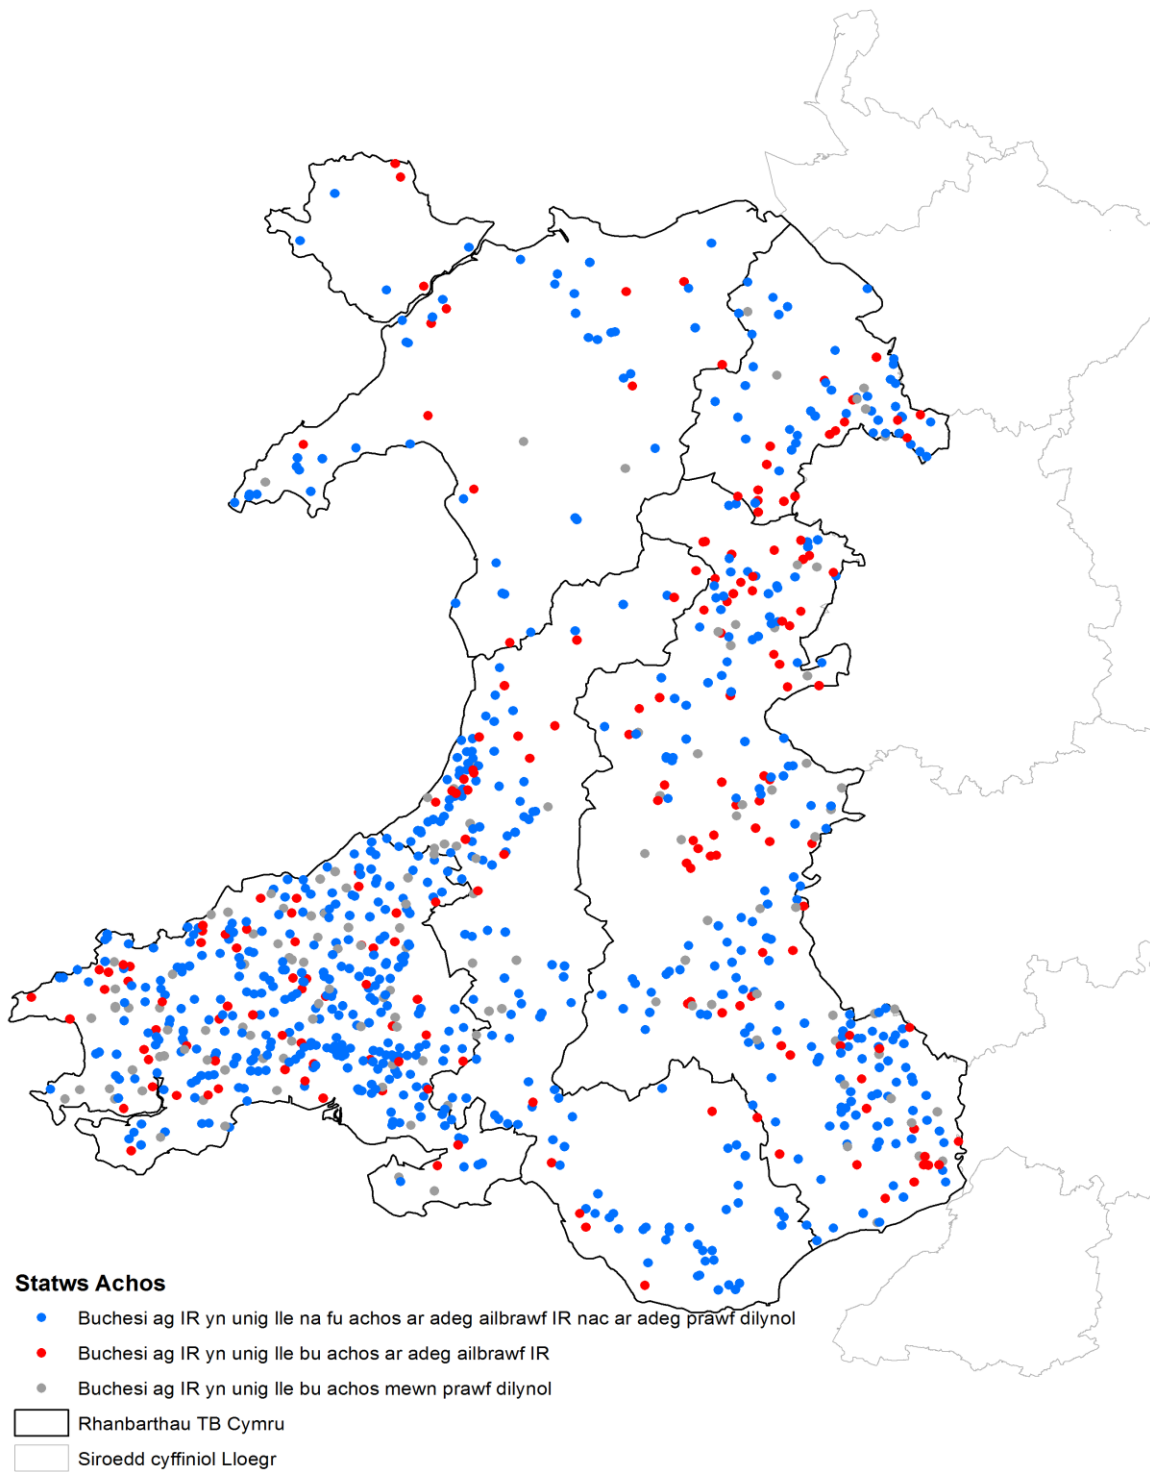 Statws Achos
Buchesi ag IR yn unig lle na fu achos ar adeg ailbrawf IR nac ar adeg prawf dilynol
Buchesi ag IR yn unig lle bu achos ar adeg ailbrawf IR
Buchesi ag IR yn unig lle bu achos mewn prawf dilynol
Rhanbarthau TB Cymru
Siroedd cyffiniol Lloegr